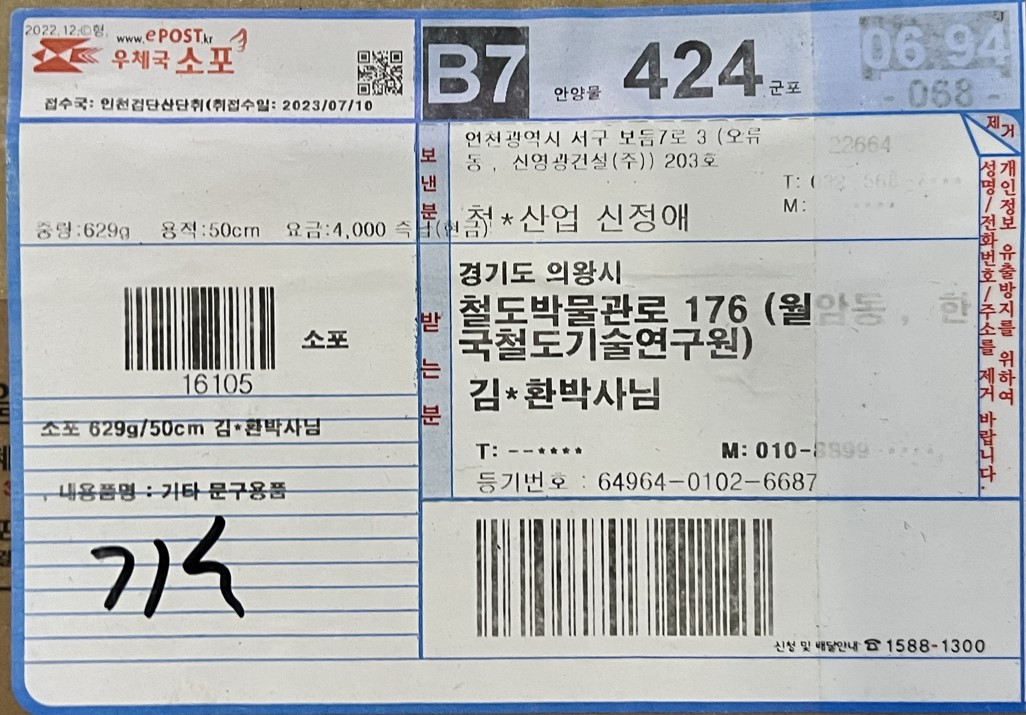 2022.12.©형.
www.ePOST.kr
우체국 소포
접수국: 인천검단산단취(취접수일: 2023/07/10
B7 안양물 424 군포
06 94
- 068 -
제거
보낸분
인천광역시 서구 보듬7로 3 (오류
22664
동, 신영광건설(주)) 203호
T: 032-568-****
M: ****
청*산업 신정애
중량:629g 용적:50cm 요금:4,000 즉납(현금)
개인정보 유출방지를 위하여
성명/전화번호/주소를 제거 바랍니다.
받는분
경기도 의왕시
철도박물관로 176 (월암동, 한
국철도기술연구원)
김*환박사님
T: --****
M: 010-8899-****,
등기번호 : 64964-0102-6687
소포
16105
소포 629g/50cm 김*환박사님
, 내용품명 : 기타 문구용품
신청 및 배달안내 ☎1588-1300